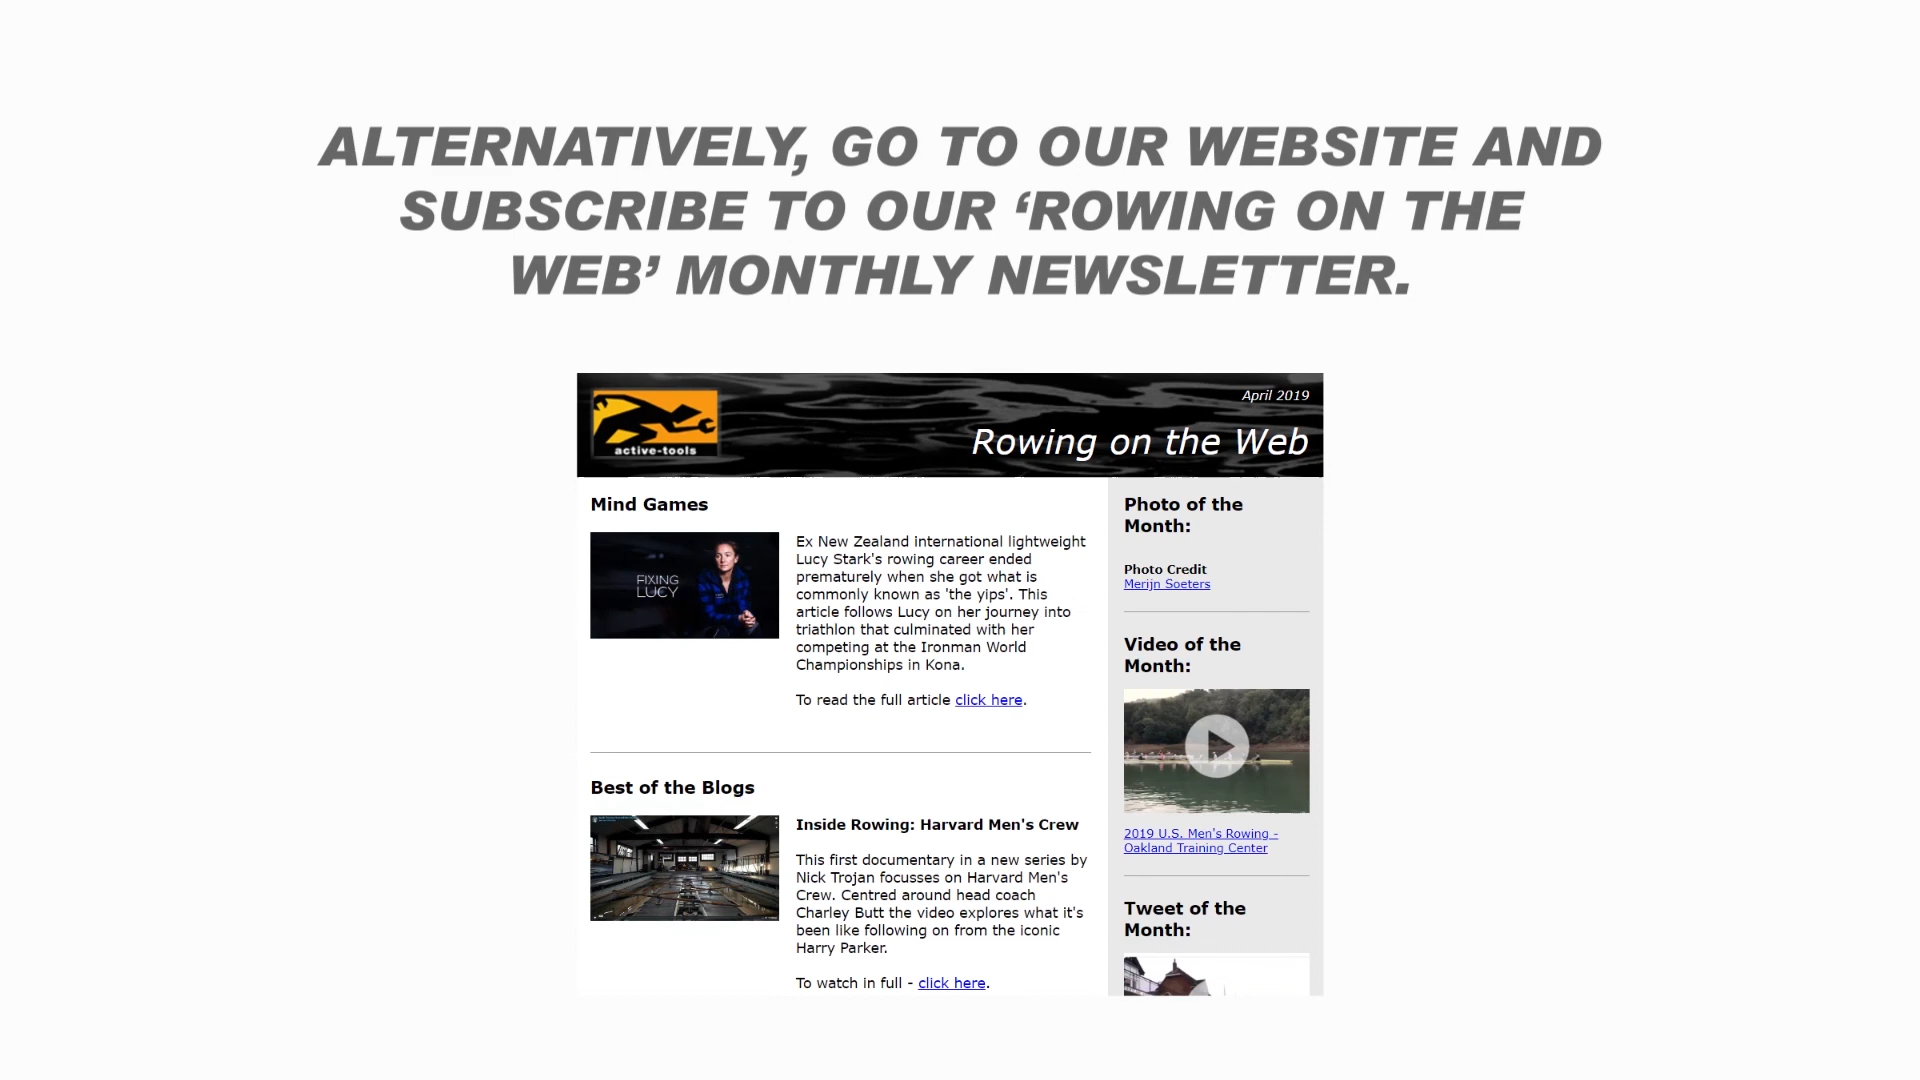 ALTERNATIVELY, GO TO OUR WEBSITE AND
SUBSCRIBE TO OUR ‘ROWING ON THE
WEB’ MONTHLY NEWSLETTER.
active-tools
April 2019
Rowing on the Web
Mind Games
FIXING
LUCY
Ex New Zealand international lightweight
Lucy Stark's rowing career ended
prematurely when she got what is
commonly known as 'the yips'. This
article follows Lucy on her journey into
triathlon that culminated with her
competing at the Ironman World
Championships in Kona.
To read the full article click here.
Best of the Blogs
Inside Rowing: Harvard Men's Crew
This first documentary in a new series by
Nick Trojan focusses on Harvard Men's
Crew. Centred around head coach
Charley Butt the video explores what it's
been like following on from the iconic
Harry Parker.
To watch in full - click here.
Photo of the
Month:
Photo Credit
Merijn Soeters
Video of the
Month:
2019 U.S. Men's Rowing -
Oakland Training Center
Tweet of the
Month: